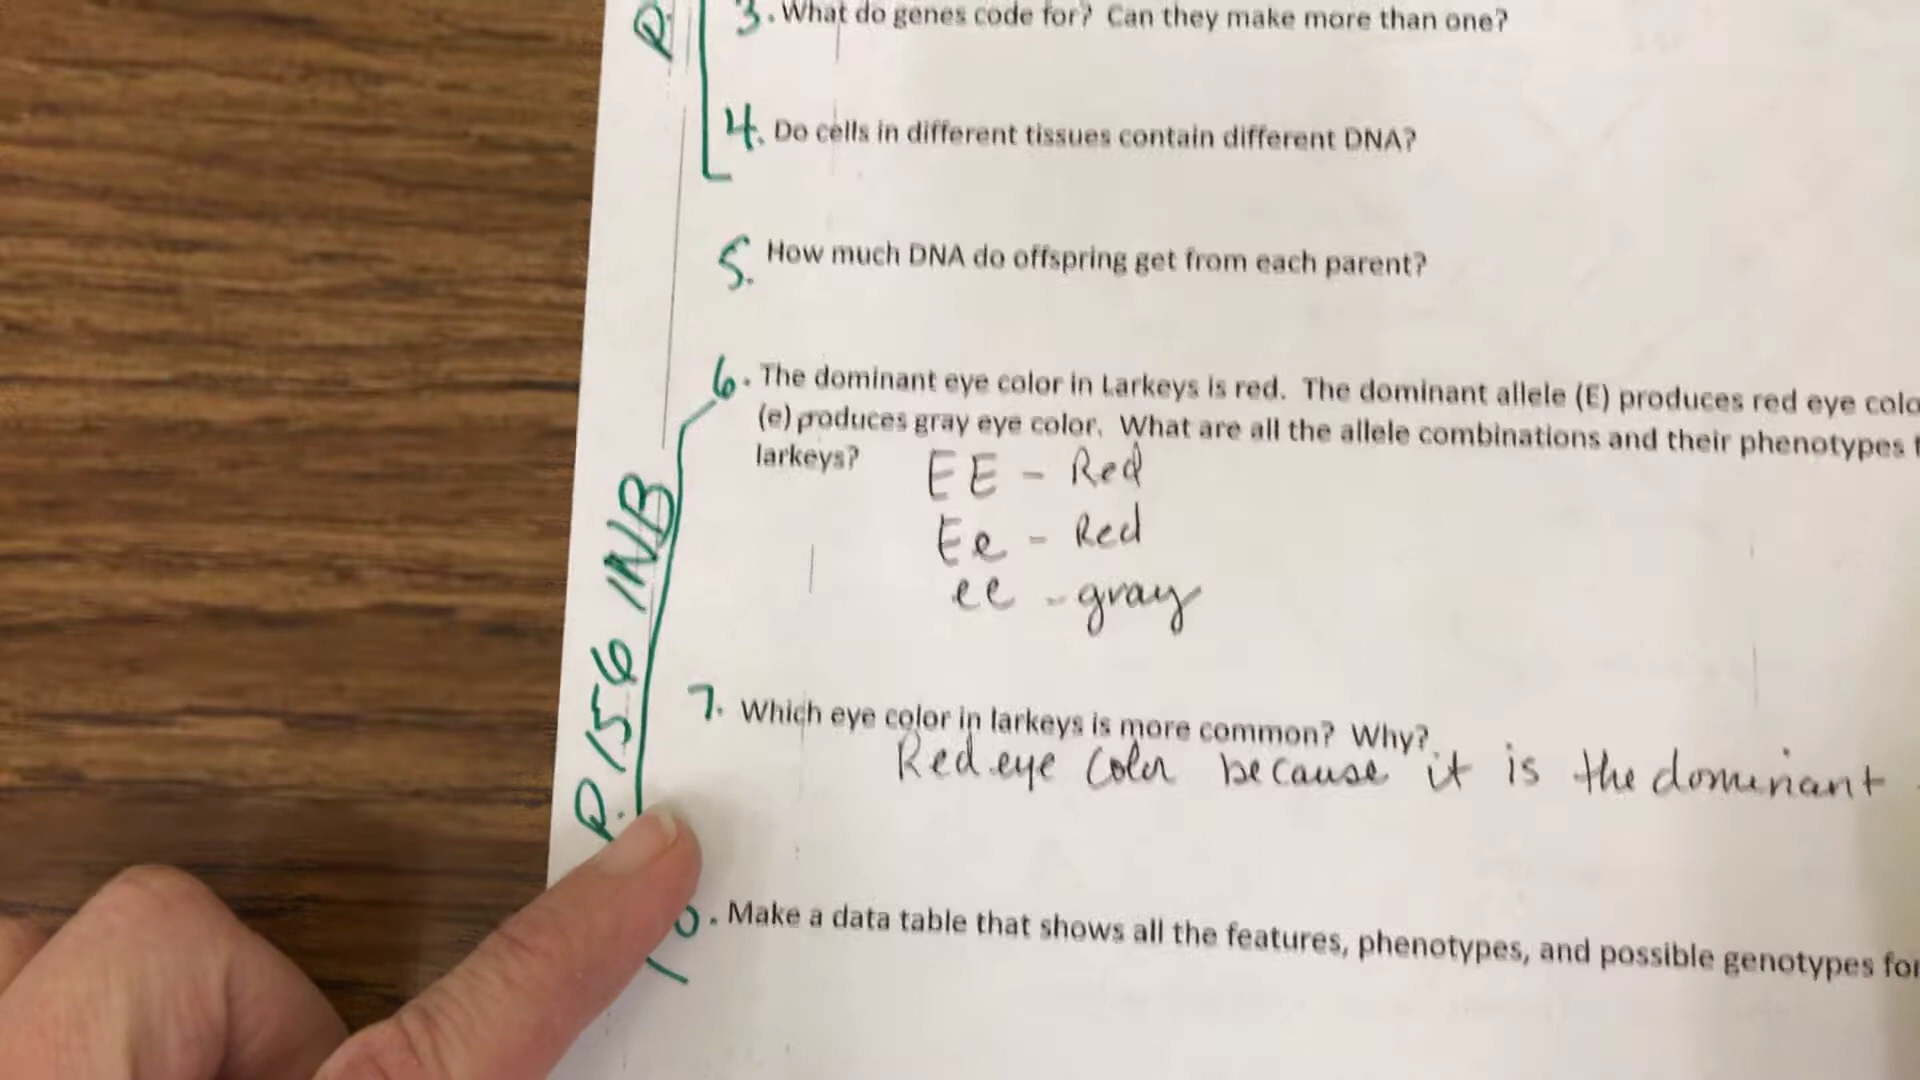 P.
3. What do genes code for? Can they make more than one?
4. Do cells in different tissues contain different DNA?
5. How much DNA do offspring get from each parent?
6. The dominant eye color in Larkeys is red. The dominant allele (E) produces red eye colo
(e) produces gray eye color. What are all the allele combinations and their phenotypes f
larkeys?
EE - Red
Ee - Red
ee - gray
P. 156 INB
7. Which eye color in larkeys is more common? Why?
Red eye color because it is the dominant
. Make a data table that shows all the features, phenotypes, and possible genotypes for